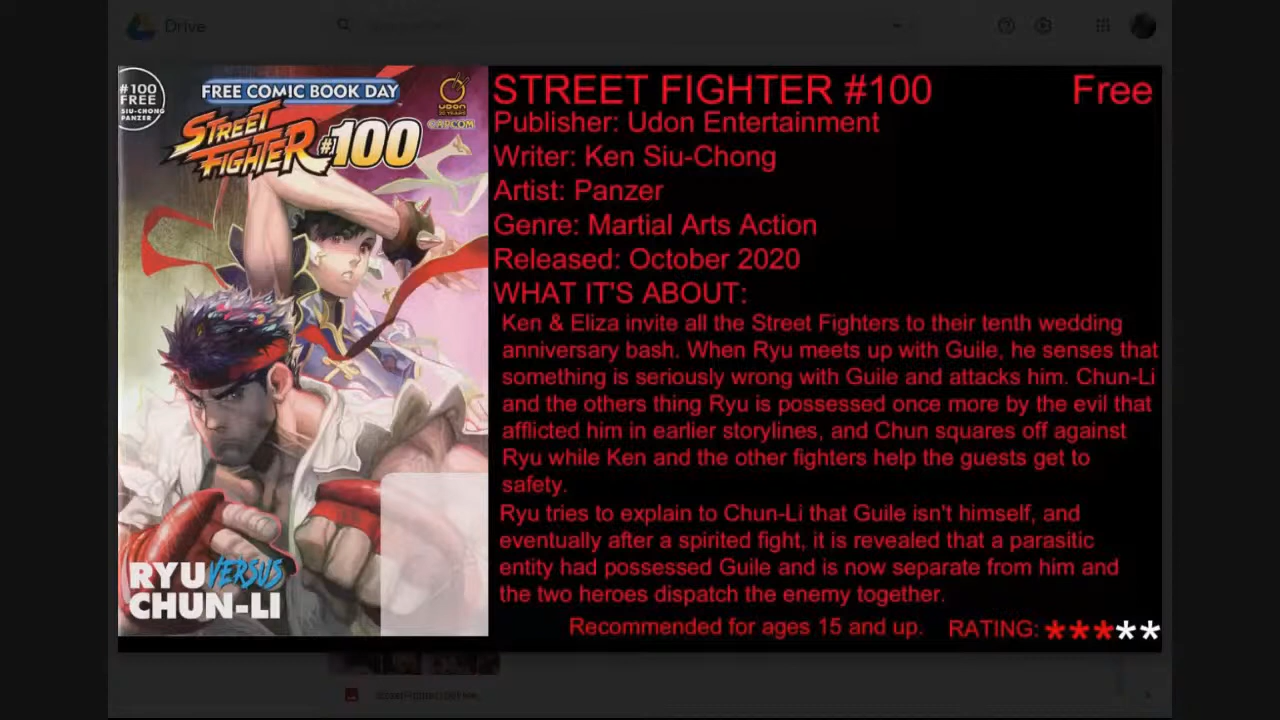 Drive
#100
FREE
SIU-CHONG
PANZER
FREE COMIC BOOK DAY
STREET
FIGHTER #100
UDON
©CAPCOM
RYU VERSUS
CHUN-LI
STREET FIGHTER #100 Free
Publisher: Udon Entertainment
Writer: Ken Siu-Chong
Artist: Panzer
Genre: Martial Arts Action
Released: October 2020
WHAT IT'S ABOUT:
Ken & Eliza invite all the Street Fighters to their tenth wedding
anniversary bash. When Ryu meets up with Guile, he senses that
something is seriously wrong with Guile and attacks him. Chun-Li
and the others thing Ryu is possessed once more by the evil that
afflicted him in earlier storylines, and Chun squares off against
Ryu while Ken and the other fighters help the guests get to
safety.
Ryu tries to explain to Chun-Li that Guile isn't himself, and
eventually after a spirited fight, it is revealed that a parasitic
entity had possessed Guile and is now separate from him and
the two heroes dispatch the enemy together.
Recommended for ages 15 and up. RATING: *****